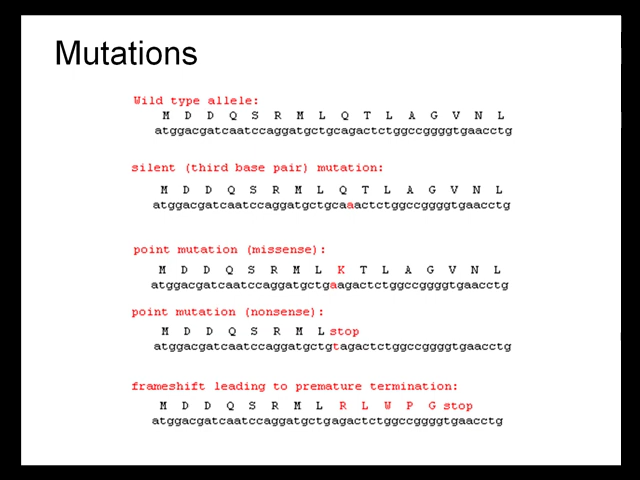 Mutations
Wild type allele:
M D D Q S R M L Q T L A G V N L
atggacgatcaatccaggatgctgcagactctggccggggtgaacctg
silent (third base pair) mutation:
M D D Q S R M L Q T L A G V N L
atggacgatcaatccaggatgctgcaaactctggccggggtgaacctg
point mutation (missense):
M D D Q S R M L K T L A G V N L
atggacgatcaatccaggatgctgaagactctggccggggtgaacctg
point mutation (nonsense):
M D D Q S R M L stop
atggacgatcaatccaggatgctgtagactctggccggggtgaacctg
frameshift leading to premature termination:
M D D Q S R M L R L W P G stop
atggacgatcaatccaggatgctgagactctggccggggtgaacctg